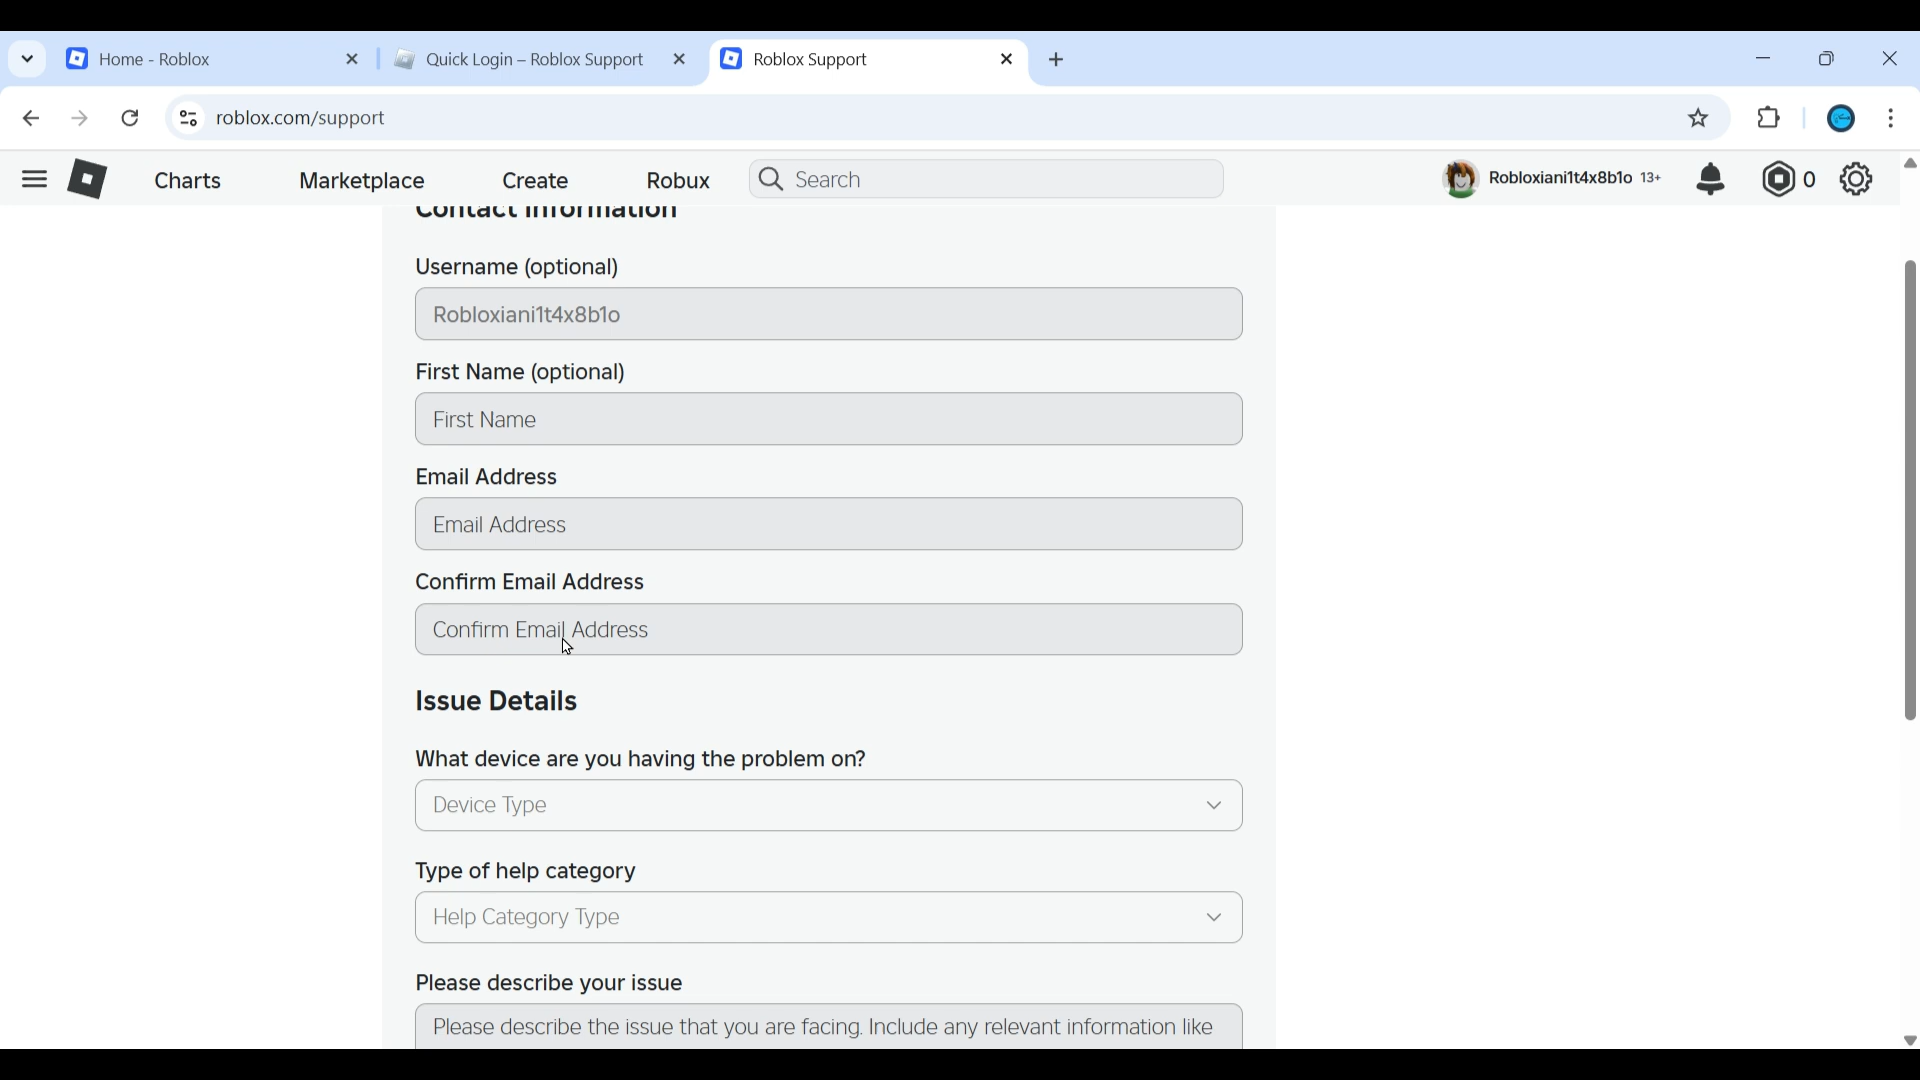 Home - Roblox
Quick Login – Roblox Support
Roblox Support
roblox.com/support
Charts
Marketplace
Create
Robux
Search
Robloxiani1t4x8b1o 13+
0
Contact Information
Username (optional)
Robloxiani1t4x8b1o
First Name (optional)
First Name
Email Address
Email Address
Confirm Email Address
Confirm Email Address
Issue Details
What device are you having the problem on?
Device Type
Type of help category
Help Category Type
Please describe your issue
Please describe the issue that you are facing. Include any relevant information like